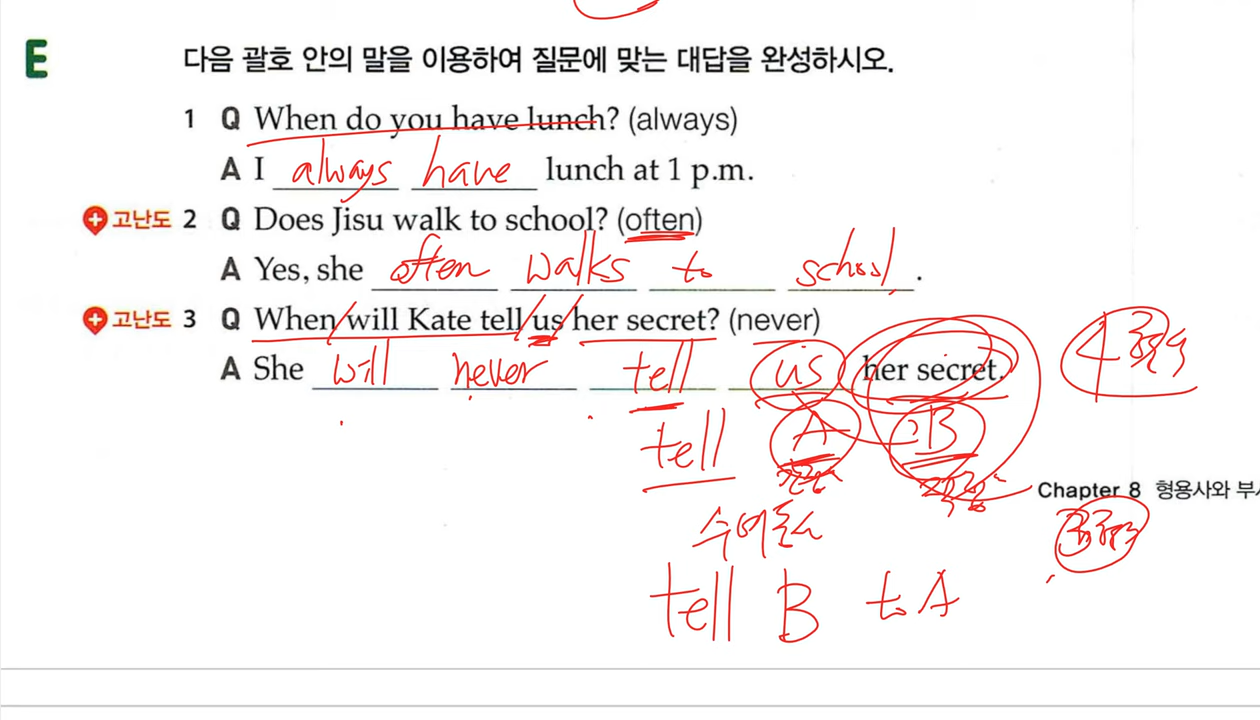 E 다음 괄호 안의 말을 이용하여 질문에 맞는 대답을 완성하시오.
1 Q When do you have lunch? (always)
A I always have lunch at 1 p.m.
고난도 2 Q Does Jisu walk to school? (often)
A Yes, she often walks to school.
고난도 3 Q When will Kate tell us her secret? (never)
A She will never tell us her secret. 4형식
tell A B
Chapter 8 형용사와 부사
수여동사 3형식
tell B to A